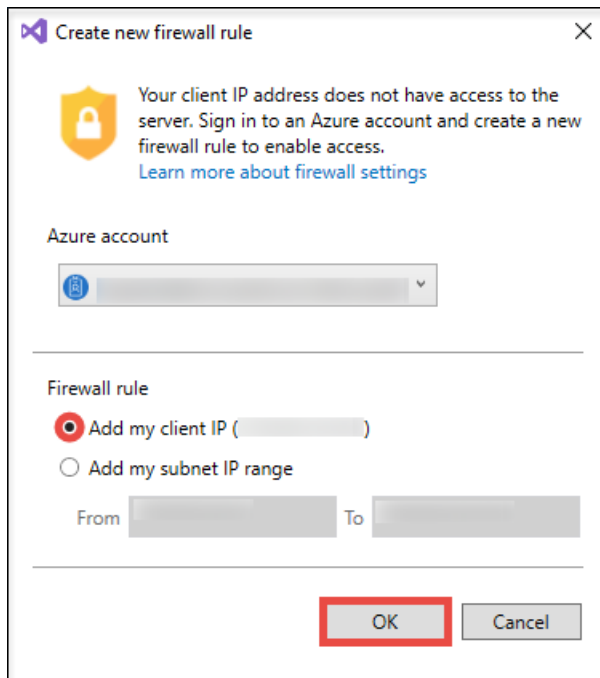 Create new firewall rule
Your client IP address does not have access to the
server. Sign in to an Azure account and create a new
firewall rule to enable access.
Learn more about firewall settings
Azure account
Firewall rule
Add my client IP ( )
Add my subnet IP range
From To
OK Cancel